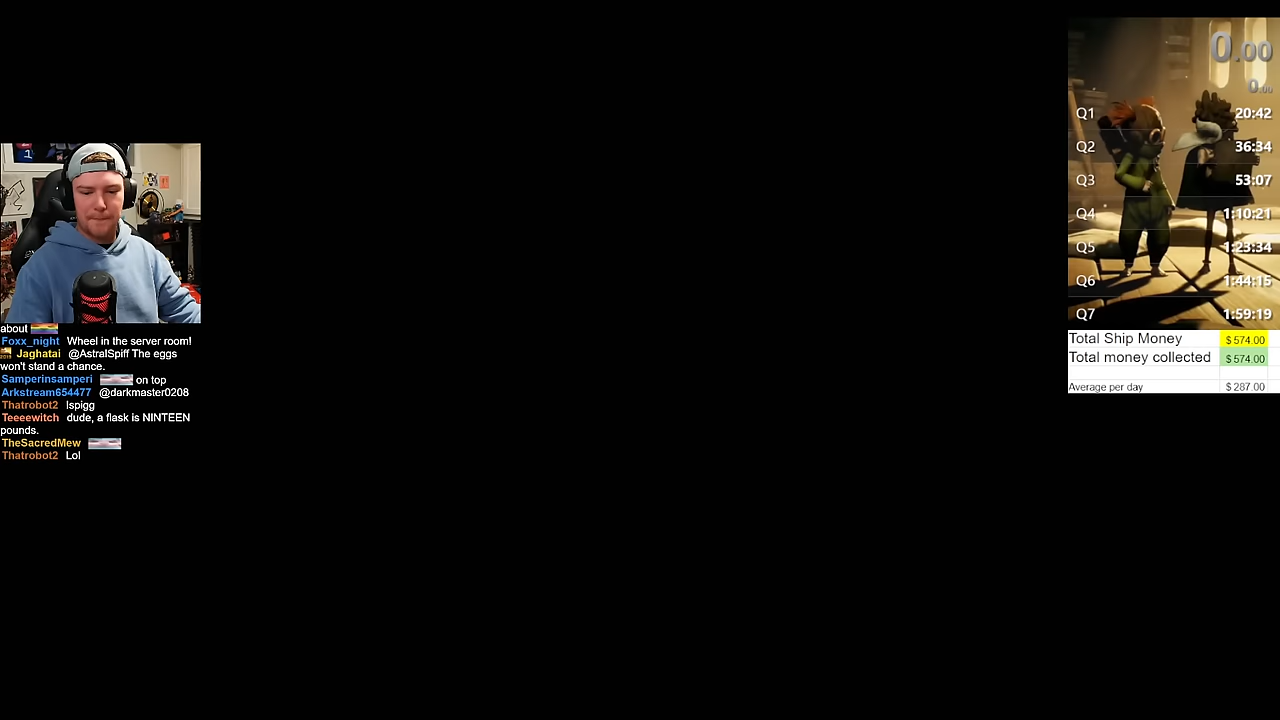 0.00
0.00
Q1 20:42
Q2 36:34
Q3 53:07
Q4 1:10:21
Q5 1:23:34
Q6 1:44:15
Q7 1:59:19
Total Ship Money $ 574.00
Total money collected $ 574.00
Average per day $ 287.00
about
Foxx_night Wheel in the server room!
Jaghatai @AstralSpiff The eggs
won't stand a chance.
Samperinsamperi on top
Arkstream654477 @darkmaster0208
Thatrobot2 Ispigg
Teeeewitch dude, a flask is NINTEEN
pounds.
TheSacredMew
Thatrobot2 Lol